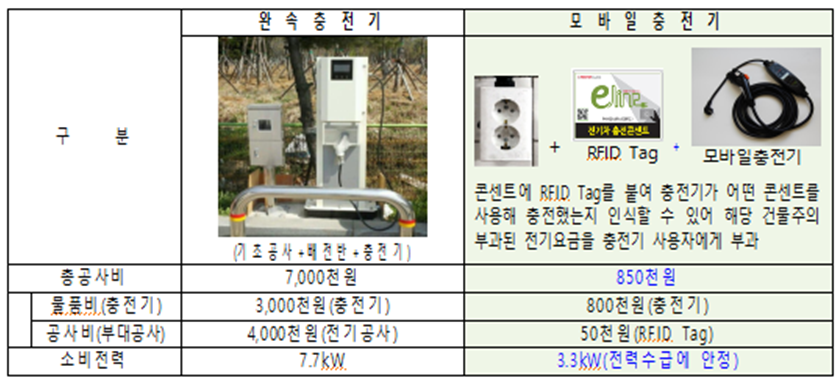 구 분
완속충전기
모바일충전기
(기초공사+배전반+충전기)
eline
전기차 충전콘센트
+ RFID Tag + 모바일충전기
콘센트에 RFID Tag를 붙여 충전기가 어떤 콘센트를
사용해 충전했는지 인식할 수 있어 해당 건물주의
부과된 전기요금을 충전기 사용자에게 부과
총공사비 7,000천원 850천원
물품비(충전기) 3,000천원(충전기) 800천원(충전기)
공사비(부대공사) 4,000천원(전기공사) 50천원(RFID Tag)
소비전력 7.7kW 3.3kW(전력수급에 안정)